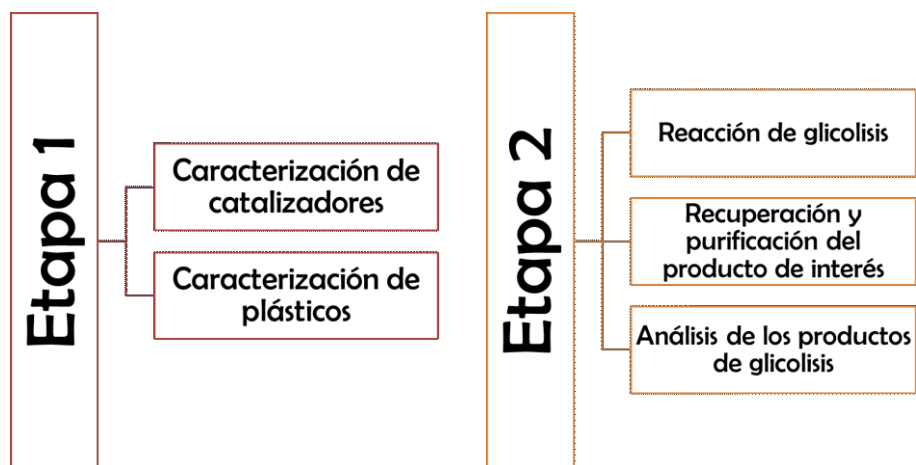 Etapa 1
Caracterización de
catalizadores
Caracterización de
plásticos
Etapa 2
Reacción de glicolisis
Recuperación y
purificación del
producto de interés
Análisis de los productos
de glicolisis